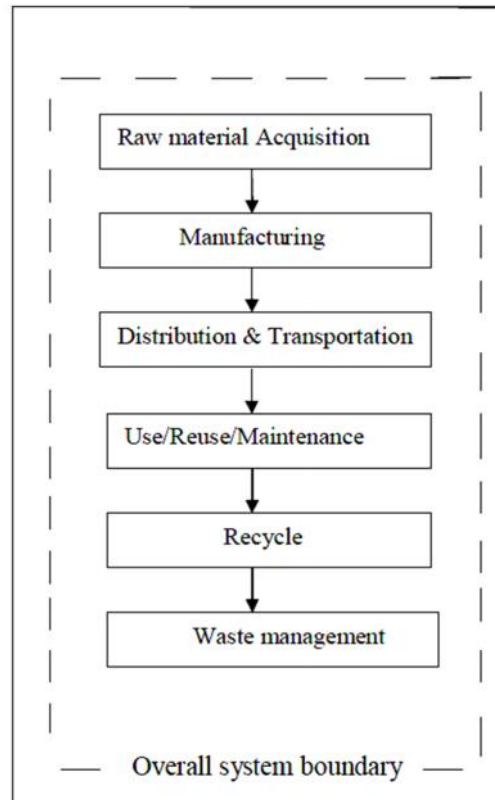 Raw material Acquisition
Manufacturing
Distribution & Transportation
Use/Reuse/Maintenance
Recycle
Waste management
Overall system boundary